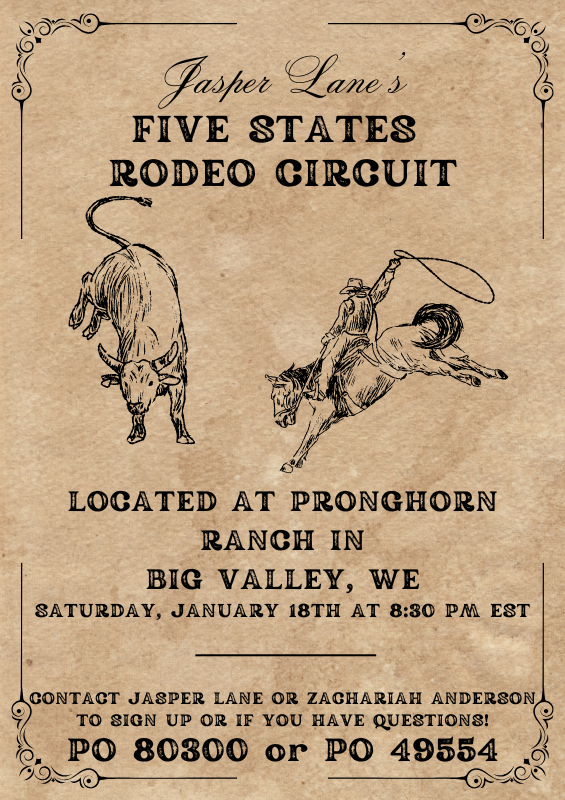 Jasper Lane's
FIVE STATES
RODEO CIRCUIT
LOCATED AT PRONGHORN
RANCH IN
BIG VALLEY, WE
SATURDAY, JANUARY 18TH AT 8:30 PM EST
CONTACT JASPER LANE OR ZACHARIAH ANDERSON
TO SIGN UP OR IF YOU HAVE QUESTIONS!
PO 80300 or PO 49554